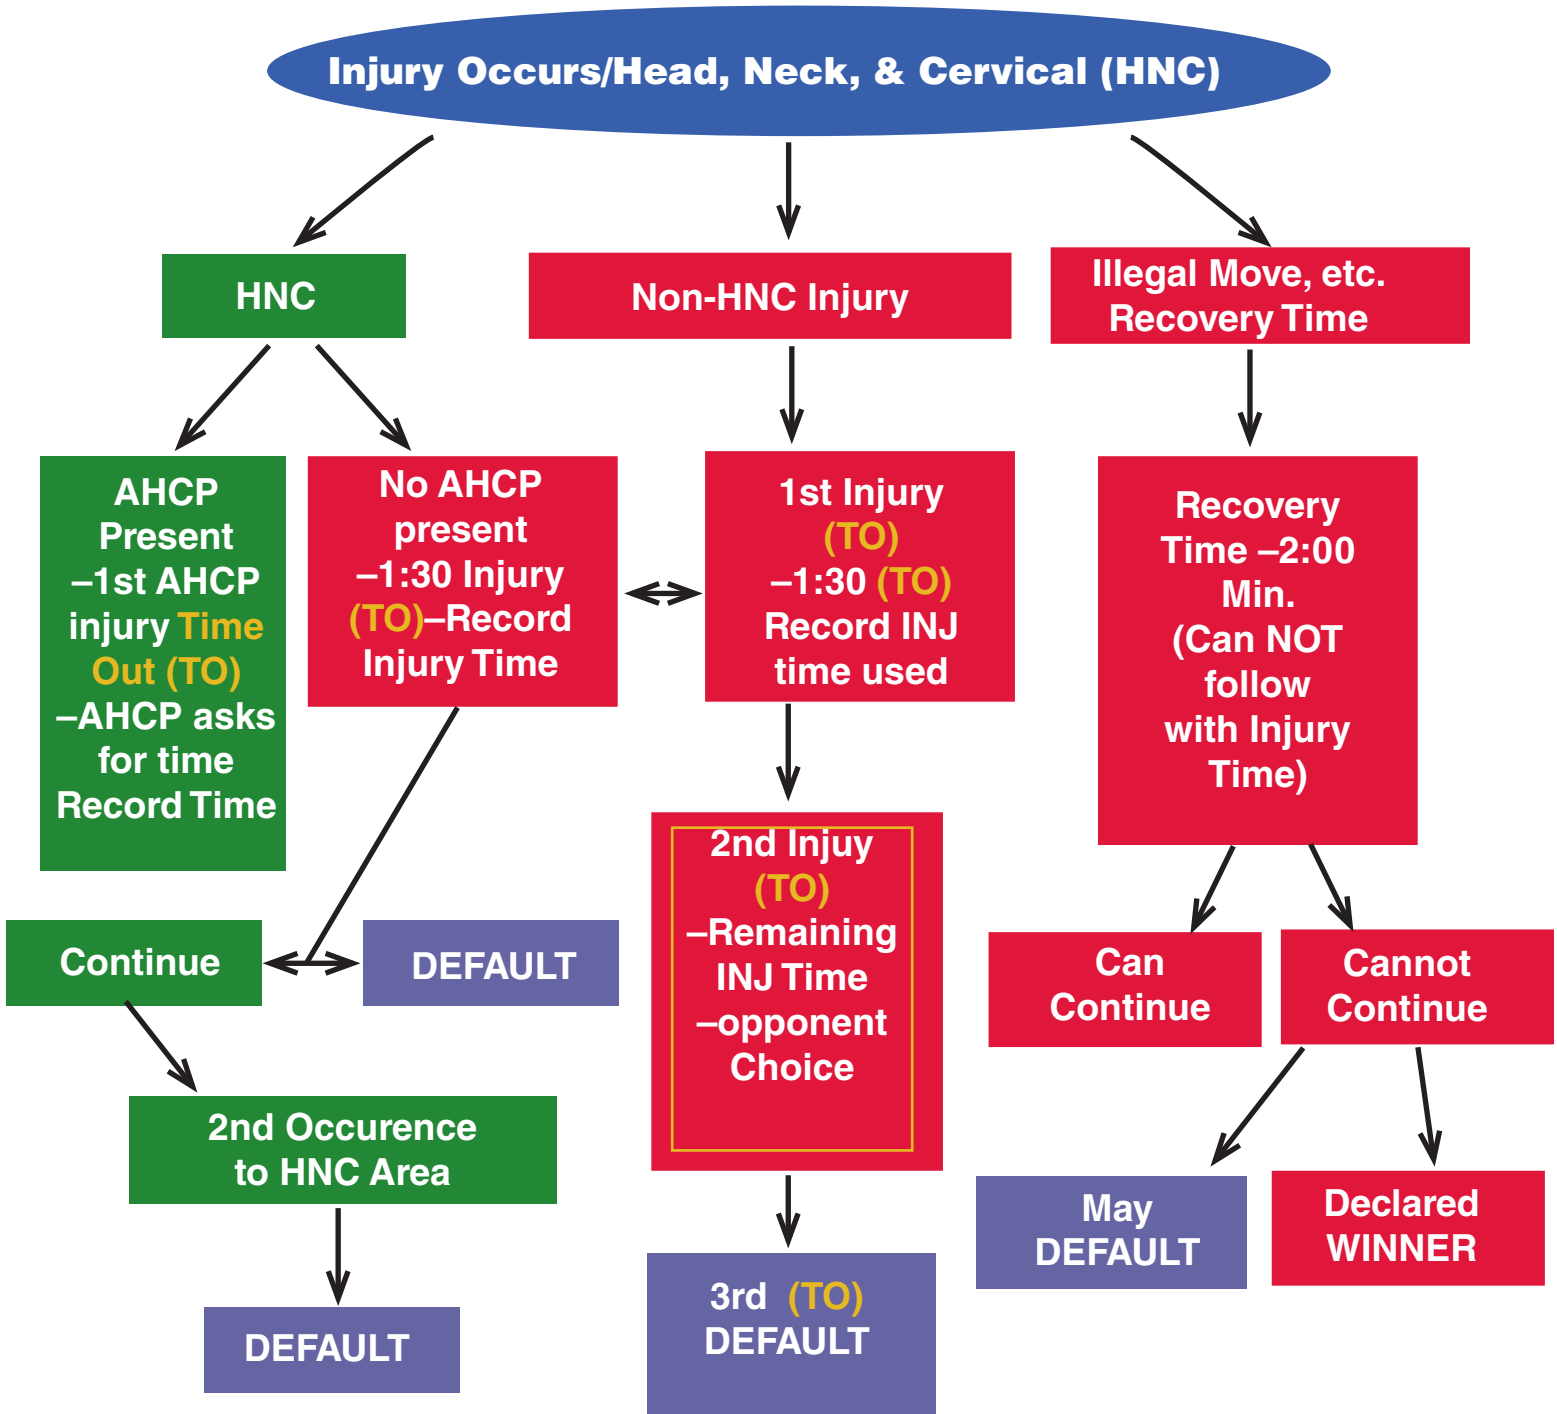 Injury Occurs/Head, Neck, & Cervical (HNC)
HNC
Non-HNC Injury
Illegal Move, etc.
Recovery Time
AHCP
Present
–1st AHCP
injury Time
Out (TO)
–AHCP asks
for time
Record Time
No AHCP
present
–1:30 Injury
(TO)–Record
Injury Time
1st Injury
(TO)
–1:30 (TO)
Record INJ
time used
Recovery
Time –2:00
Min.
(Can NOT
follow
with Injury
Time)
2nd Injuy
(TO)
–Remaining
INJ Time
–opponent
Choice
Continue
DEFAULT
Can
Continue
Cannot
Continue
2nd Occurence
to HNC Area
May
DEFAULT
Declared
WINNER
DEFAULT
3rd (TO)
DEFAULT